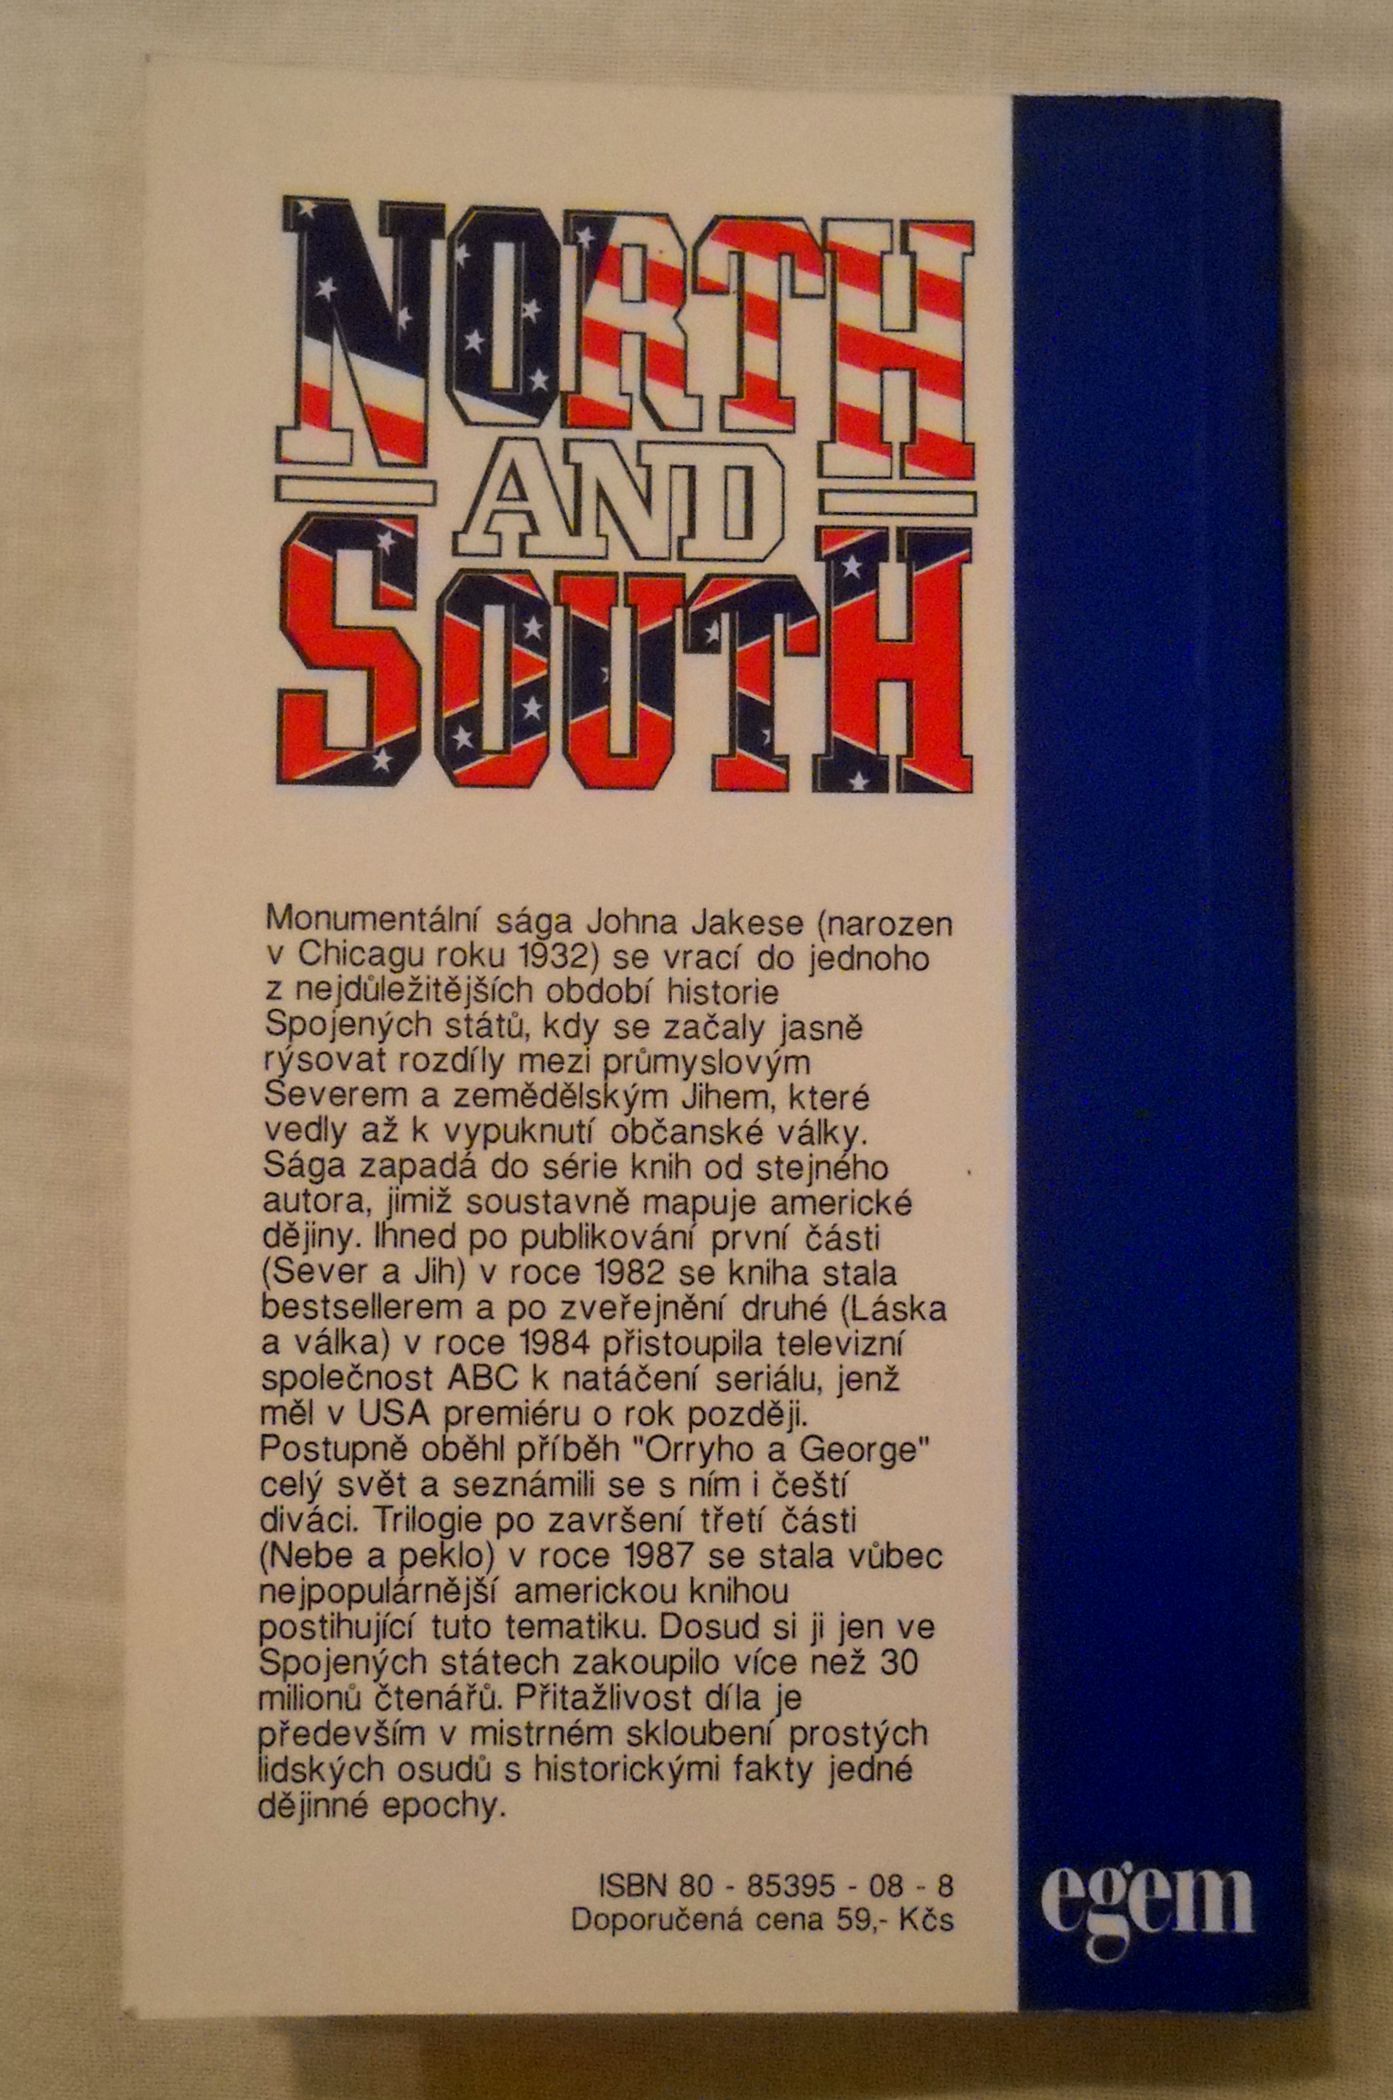 NORTH
AND
SOUTH
Monumentální sága Johna Jakese (narozen
v Chicagu roku 1932) se vrací do jednoho
z nejdůležitějších období historie
Spojených států, kdy se začaly jasně
rýsovat rozdíly mezi průmyslovým
Severem a zemědělským Jihem, které
vedly až k vypuknutí občanské války.
Sága zapadá do série knih od stejného
autora, jimiž soustavně mapuje americké
dějiny. Ihned po publikování první části
(Sever a Jih) v roce 1982 se kniha stala
bestsellerem a po zveřejnění druhé (Láska
a válka) v roce 1984 přistoupila televizní
společnost ABC k natáčení seriálu, jenž
měl v USA premiéru o rok později.
Postupně oběhl příběh "Orryho a George"
celý svět a seznámili se s ním i čeští
diváci. Trilogie po završení třetí části
(Nebe a peklo) v roce 1987 se stala vůbec
nejpopulárnější americkou knihou
postihující tuto tematiku. Dosud si ji jen ve
Spojených státech zakoupilo více než 30
milionů čtenářů. Přitažlivost díla je
především v mistrném skloubení prostých
lidských osudů s historickými fakty jedné
dějinné epochy.
ISBN 80 - 85395 - 08 - 8
Doporučená cena 59,- Kčs
egem